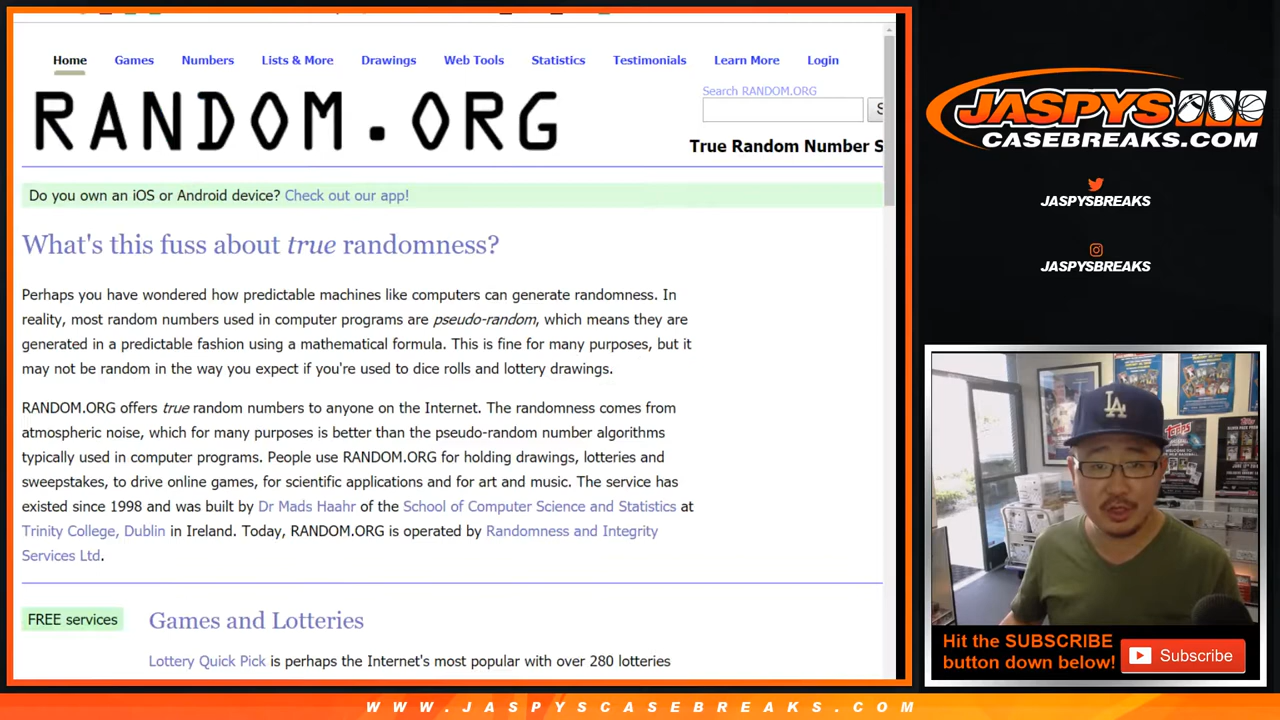 Home Games Numbers Lists & More Drawings Web Tools Statistics Testimonials Learn More Login
RANDOM.ORG
Search RANDOM.ORG
S
True Random Number S
Do you own an iOS or Android device? Check out our app!
What's this fuss about true randomness?
Perhaps you have wondered how predictable machines like computers can generate randomness. In
reality, most random numbers used in computer programs are pseudo-random, which means they are
generated in a predictable fashion using a mathematical formula. This is fine for many purposes, but it
may not be random in the way you expect if you're used to dice rolls and lottery drawings.
RANDOM.ORG offers true random numbers to anyone on the Internet. The randomness comes from
atmospheric noise, which for many purposes is better than the pseudo-random number algorithms
typically used in computer programs. People use RANDOM.ORG for holding drawings, lotteries and
sweepstakes, to drive online games, for scientific applications and for art and music. The service has
existed since 1998 and was built by Dr Mads Haahr of the School of Computer Science and Statistics at
Trinity College, Dublin in Ireland. Today, RANDOM.ORG is operated by Randomness and Integrity
Services Ltd.
FREE services
Games and Lotteries
Lottery Quick Pick is perhaps the Internet's most popular with over 280 lotteries
JASPYS
CASEBREAKS.COM
JASPYSBREAKS
JASPYSBREAKS
LA
topps
Hit the SUBSCRIBE
button down below!
Subscribe
WWW.JASPYSCASEBREAKS.COM